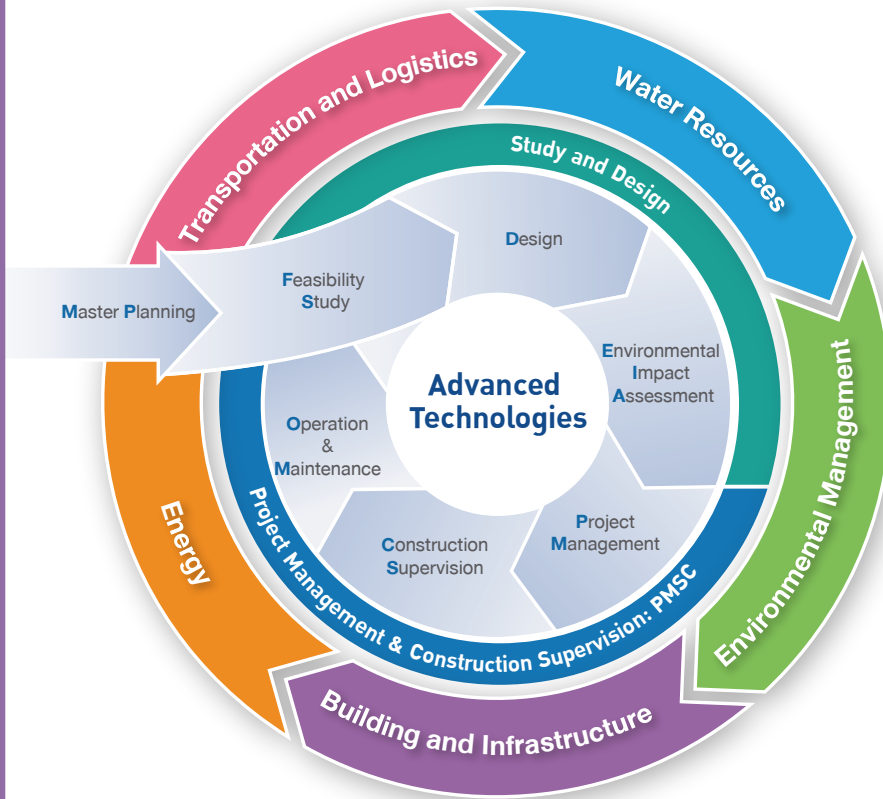 Transportation and Logistics
Water Resources
Study and Design
Design
Feasibility
Study
Master Planning
Environmental
Impact
Assessment
Advanced
Technologies
Operation
&
Maintenance
Project
Management
Construction
Supervision
Energy
Project Management & Construction Supervision: PMSC
Environmental Management
Building and Infrastructure